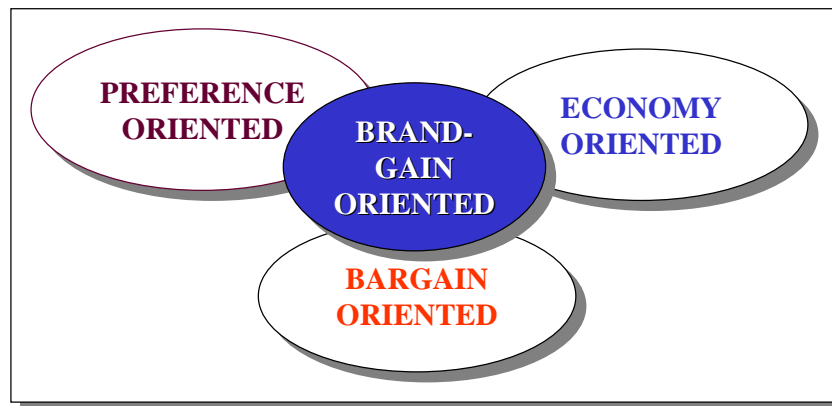 PREFERENCE
ORIENTED
BRAND-
GAIN
ORIENTED
ECONOMY
ORIENTED
BARGAIN
ORIENTED